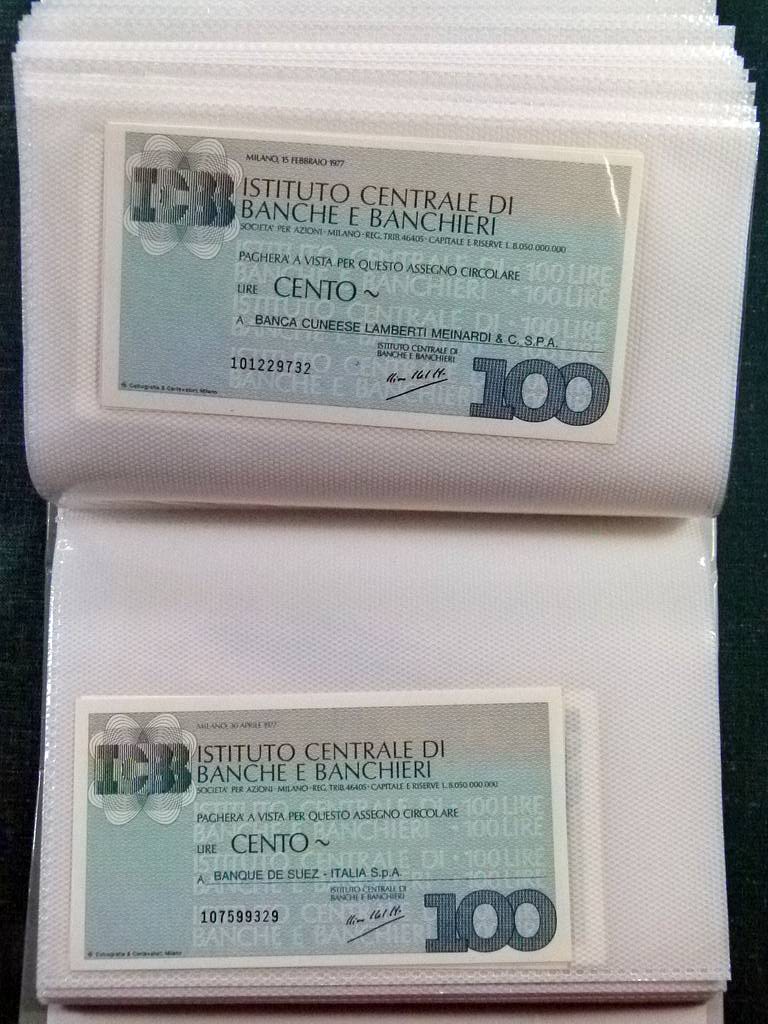 MILANO, 15 FEBBRAIO 1977
ICBB
ISTITUTO CENTRALE DI
BANCHE E BANCHIERI
SOCIETA' PER AZIONI - MILANO - REG. TRIB. 46405 - CAPITALE E RISERVE L. 8.050.000.000
PAGHERA' A VISTA PER QUESTO ASSEGNO CIRCOLARE
LIRE CENTO ~
A BANCA CUNEESE LAMBERTI MEINARDI & C. S.P.A.
ISTITUTO CENTRALE DI
BANCHE E BANCHIERI
101229732
100
MILANO, 30 APRILE 1977
ICBB
ISTITUTO CENTRALE DI
BANCHE E BANCHIERI
SOCIETA' PER AZIONI - MILANO - REG. TRIB. 46405 - CAPITALE E RISERVE L. 8.050.000.000
PAGHERA' A VISTA PER QUESTO ASSEGNO CIRCOLARE
LIRE CENTO ~
A BANQUE DE SUEZ - ITALIA S.p.A.
ISTITUTO CENTRALE DI
BANCHE E BANCHIERI
107599329
100